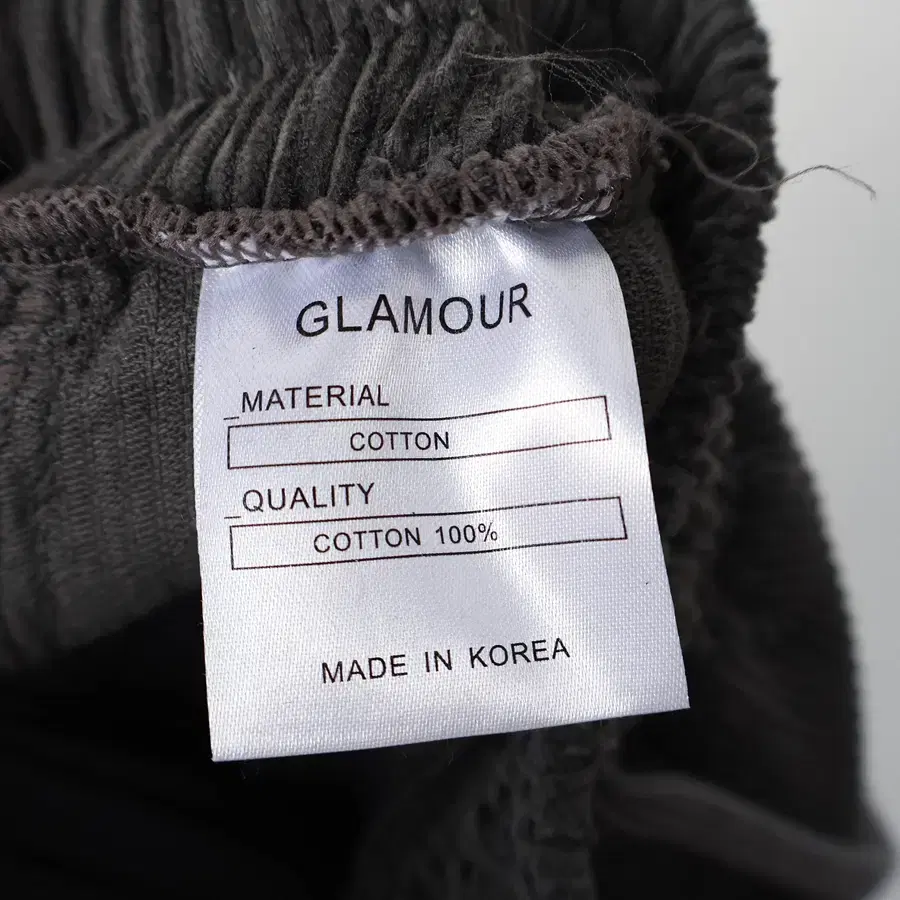 GLAMOUR
_MATERIAL
COTTON
_QUALITY
COTTON 100%
MADE IN KOREA